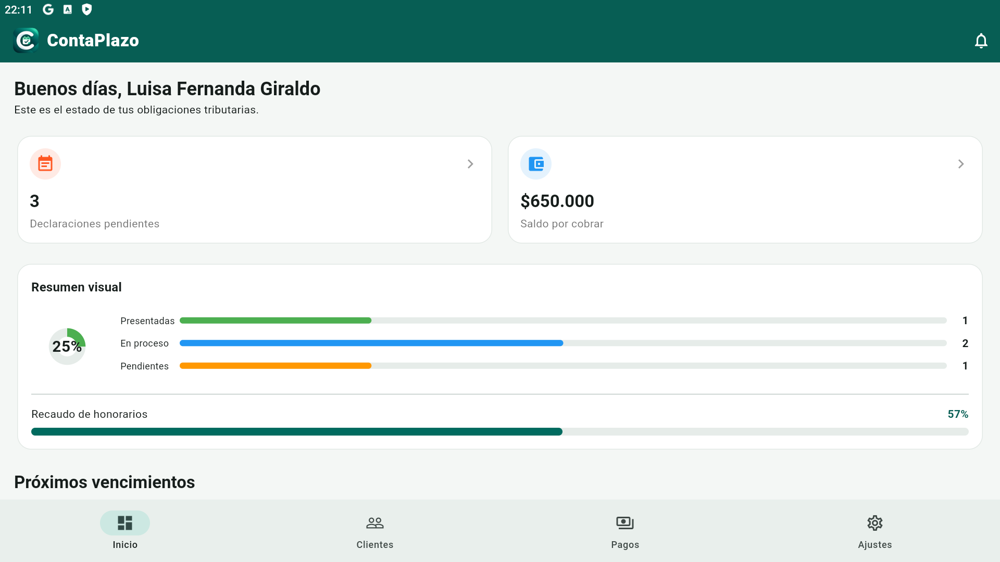 22:11
ContaPlazo
Buenos días, Luisa Fernanda Giraldo
Este es el estado de tus obligaciones tributarias.
3
Declaraciones pendientes
$650.000
Saldo por cobrar
Resumen visual
25%
Presentadas 1
En proceso 2
Pendientes 1
Recaudo de honorarios 57%
Próximos vencimientos
Inicio
Clientes
Pagos
Ajustes